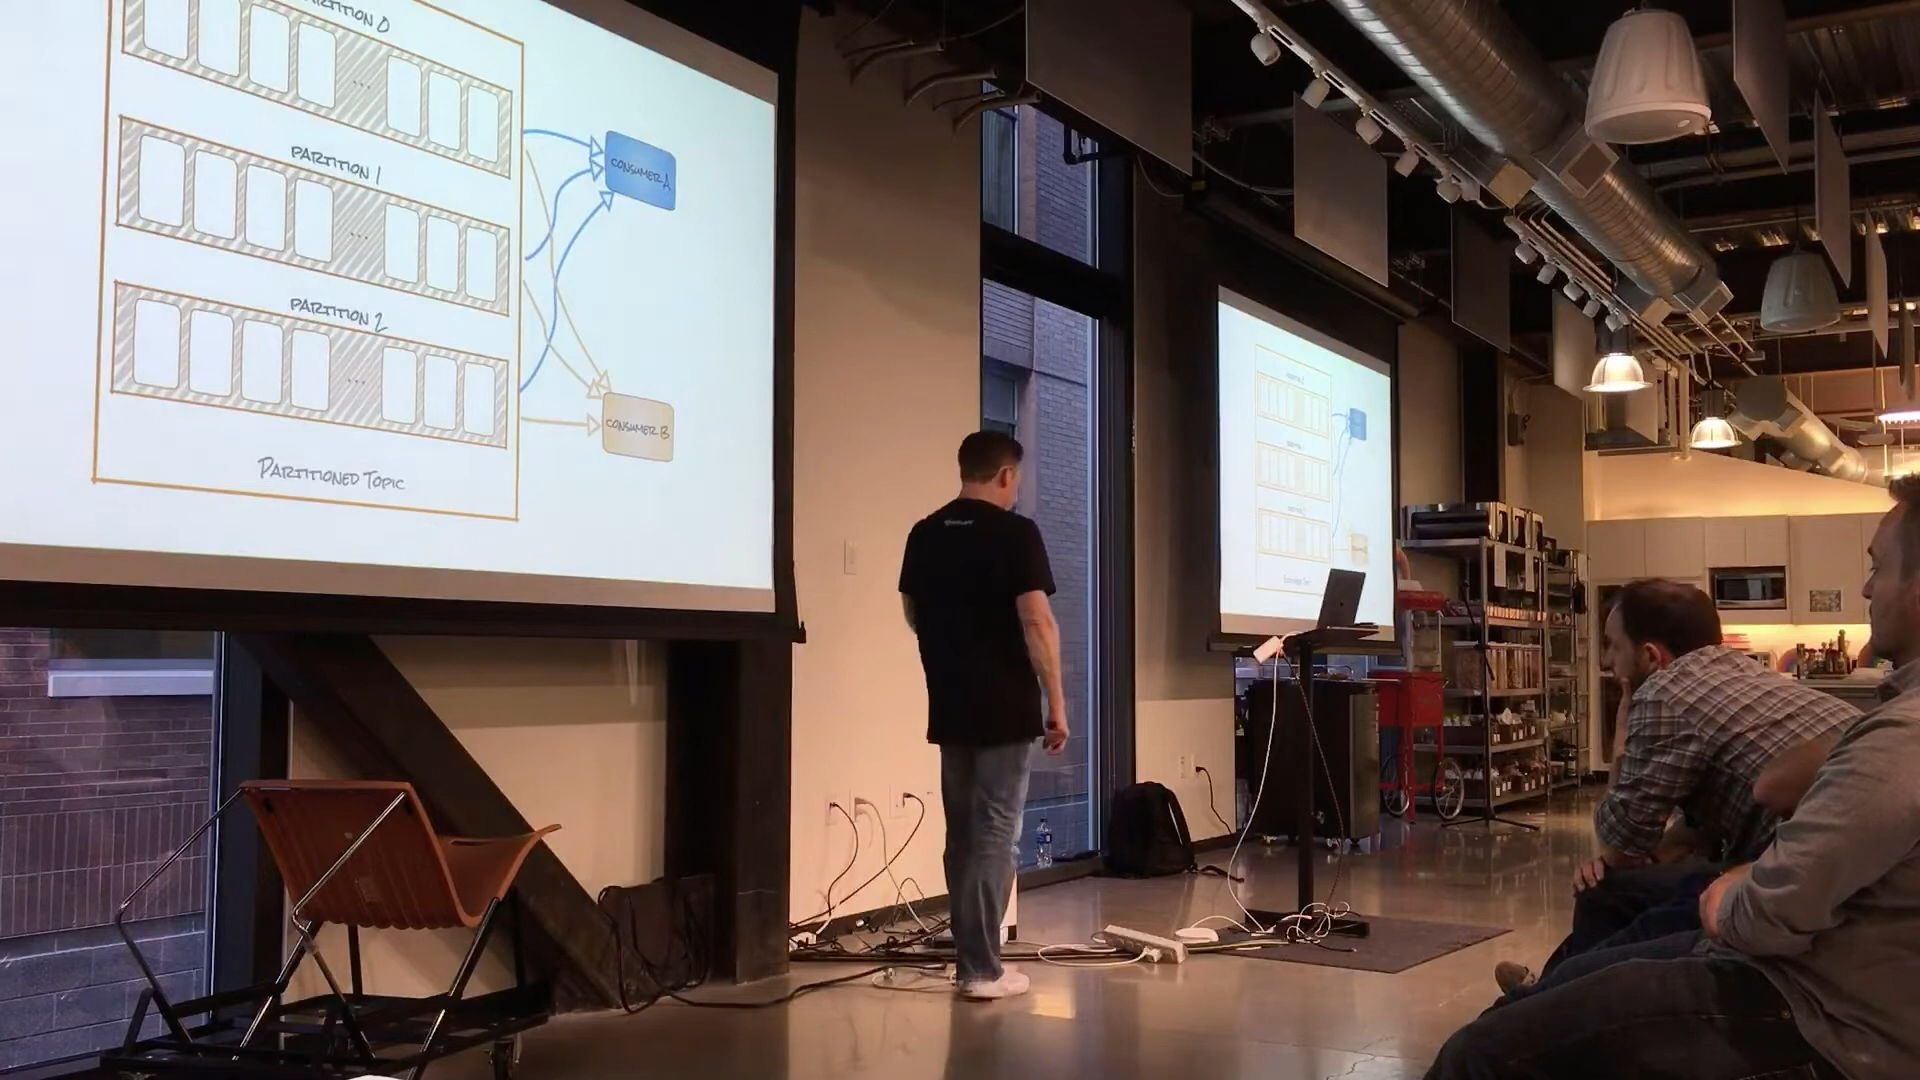 PARTITION 0
...
PARTITION 1
...
PARTITION 2
...
PARTITIONED TOPIC
CONSUMER A
CONSUMER B